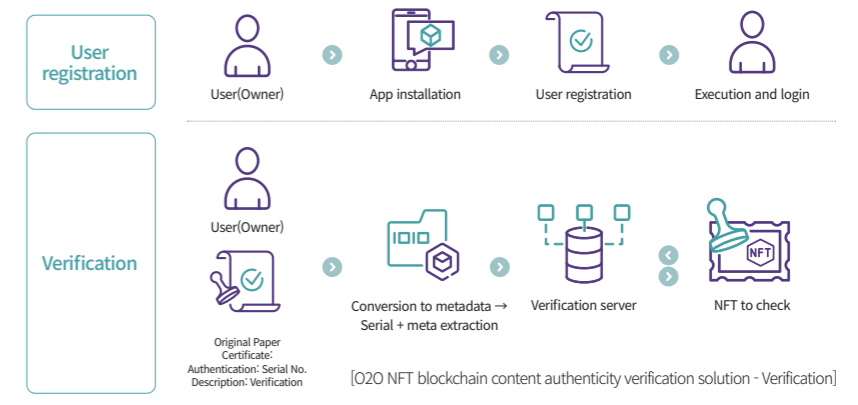 User
registration
User(Owner)
App installation
User registration
Execution and login
Verification
User(Owner)
Original Paper
Certificate:
Authentication: Serial No.
Description: Verification
IOIO
Conversion to metadata →
Serial + meta extraction
Verification server
NFT
NFT to check
[O2O NFT blockchain content authenticity verification solution - Verification]